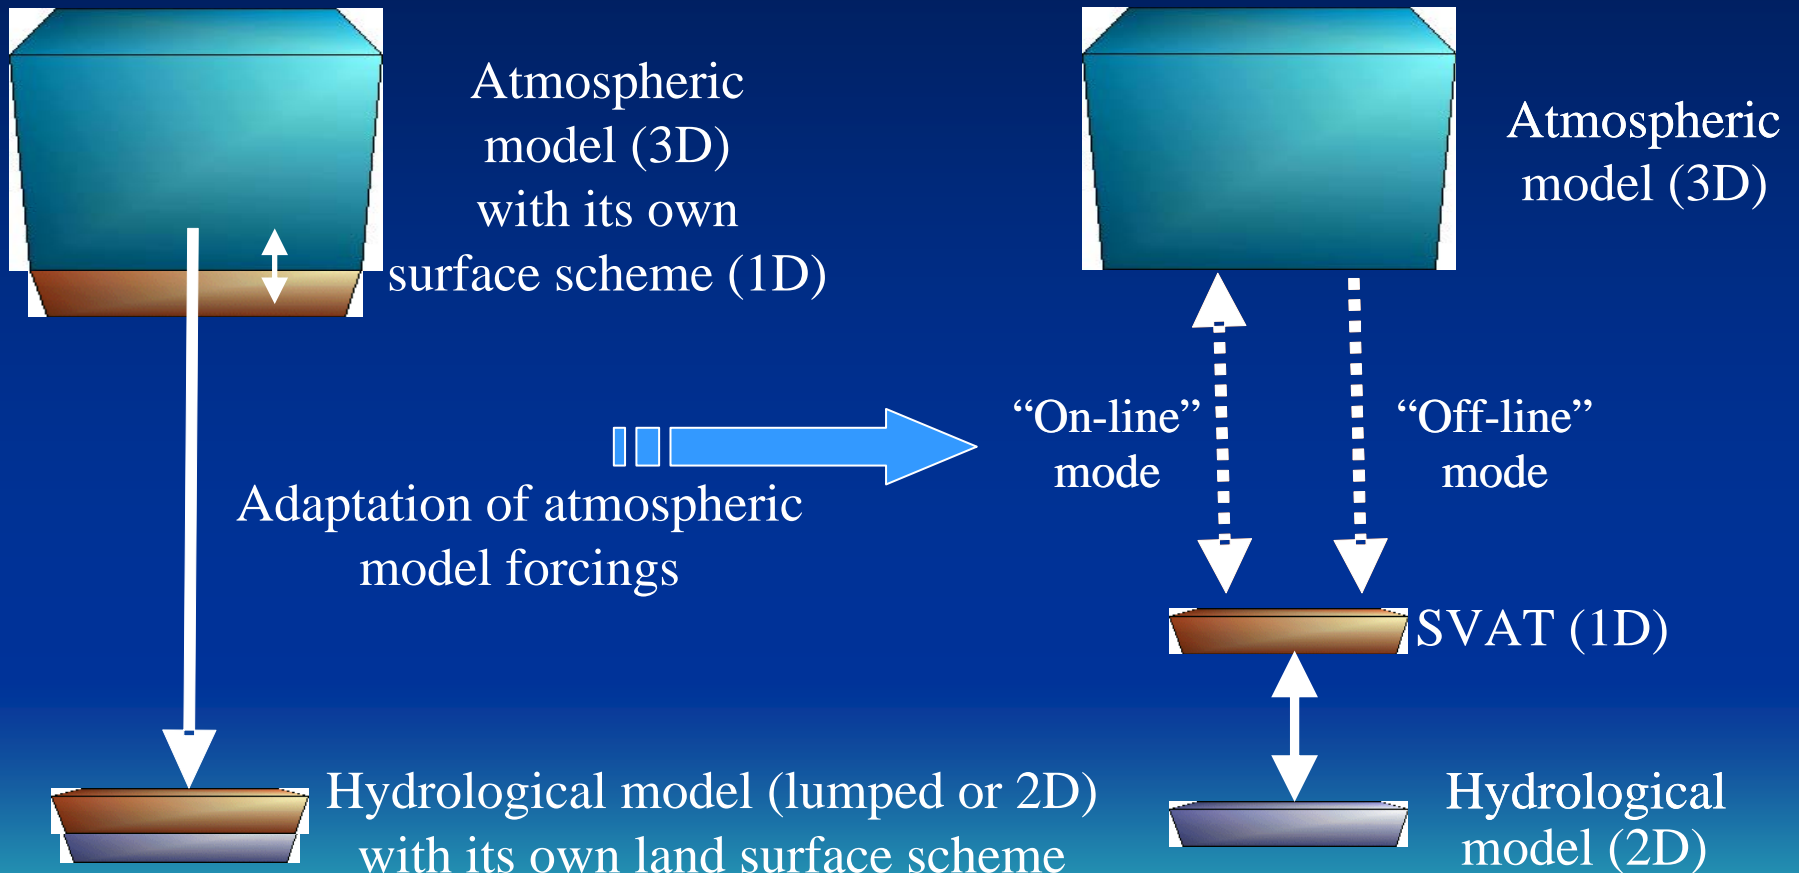 Atmospheric
model (3D)
with its own
surface scheme (1D)
Adaptation of atmospheric
model forcings
Hydrological model (lumped or 2D)
with its own land surface scheme
Atmospheric
model (3D)
“On-line”
mode
“Off-line”
mode
SVAT (1D)
Hydrological
model (2D)